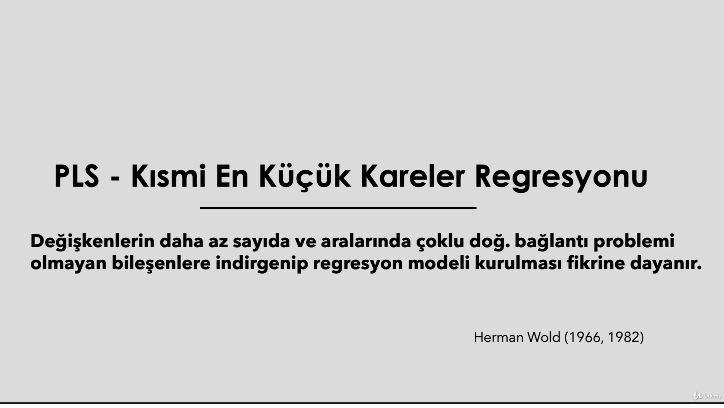 PLS - Kısmi En Küçük Kareler Regresyonu
Değişkenlerin daha az sayıda ve aralarında çoklu doğ. bağlantı problemi
olmayan bileşenlere indirgenip regresyon modeli kurulması fikrine dayanır.
Herman Wold (1966, 1982)